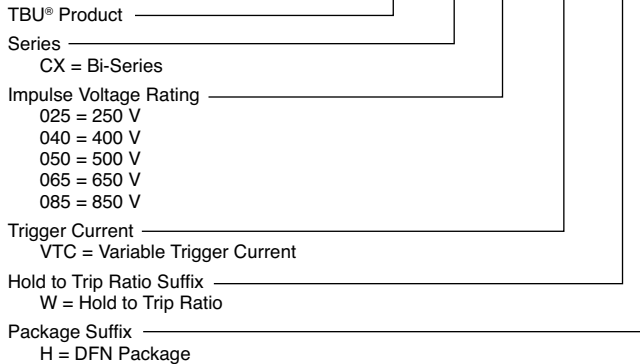 TBU® Product
Series
CX = Bi-Series
Impulse Voltage Rating
025 = 250 V
040 = 400 V
050 = 500 V
065 = 650 V
085 = 850 V
Trigger Current
VTC = Variable Trigger Current
Hold to Trip Ratio Suffix
W = Hold to Trip Ratio
Package Suffix
H = DFN Package